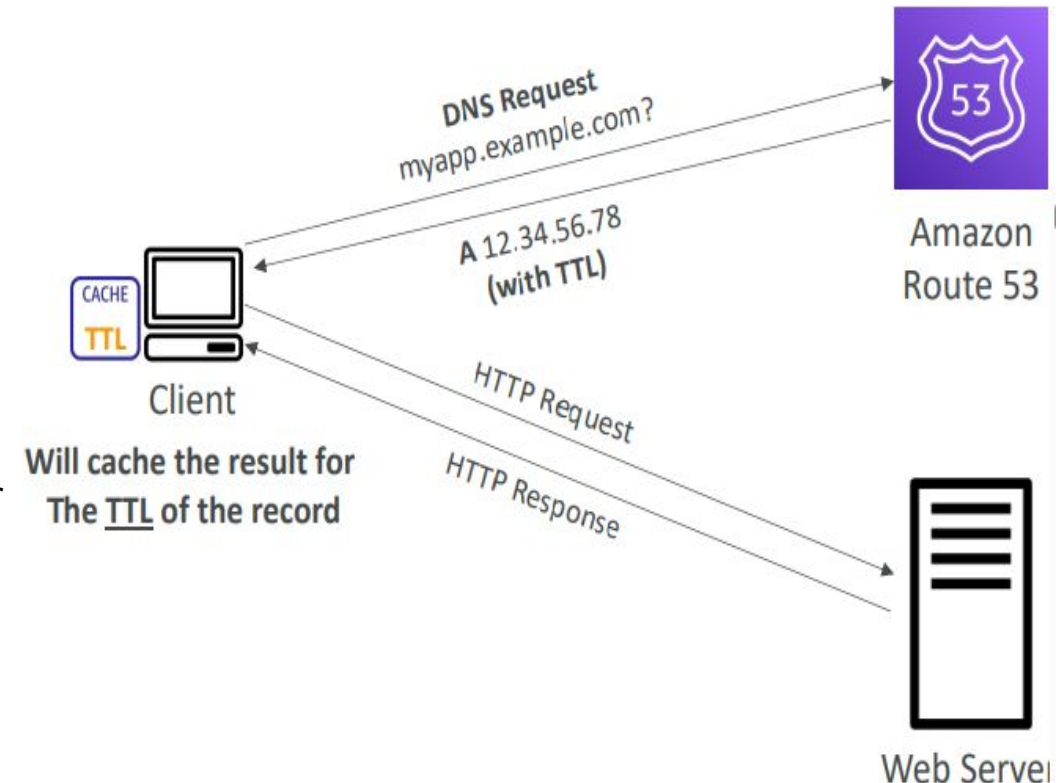 DNS Request
myapp.example.com?
53
A 12.34.56.78
(with TTL)
Amazon
Route 53
CACHE
TTL
Client
HTTP Request
HTTP Response
Will cache the result for
The TTL of the record
Web Server